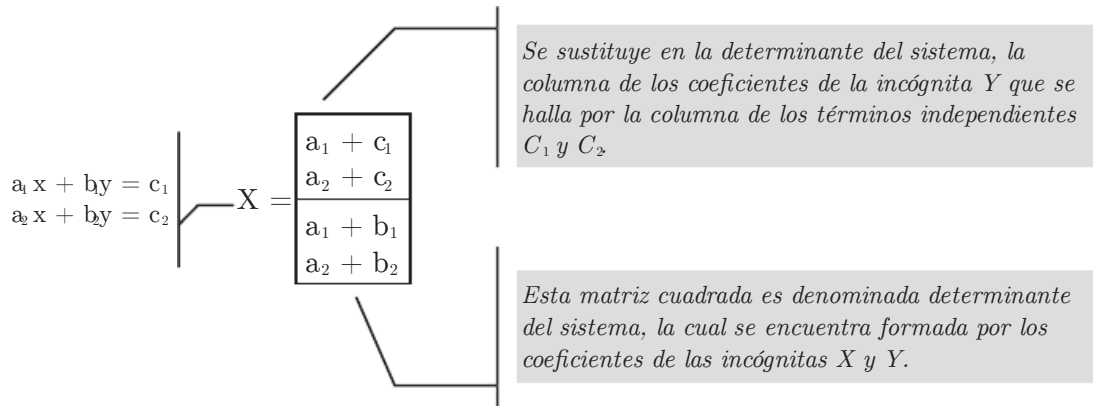 a₁x + b₁y = c₁
a₂x + b₂y = c₂
X =
a₁ + c₁
a₂ + c₂
a₁ + b₁
a₂ + b₂
Se sustituye en la determinante del sistema, la
columna de los coeficientes de la incógnita Y que se
halla por la columna de los términos independientes
C₁ y C₂.
Esta matriz cuadrada es denominada determinante
del sistema, la cual se encuentra formada por los
coeficientes de las incógnitas X y Y.